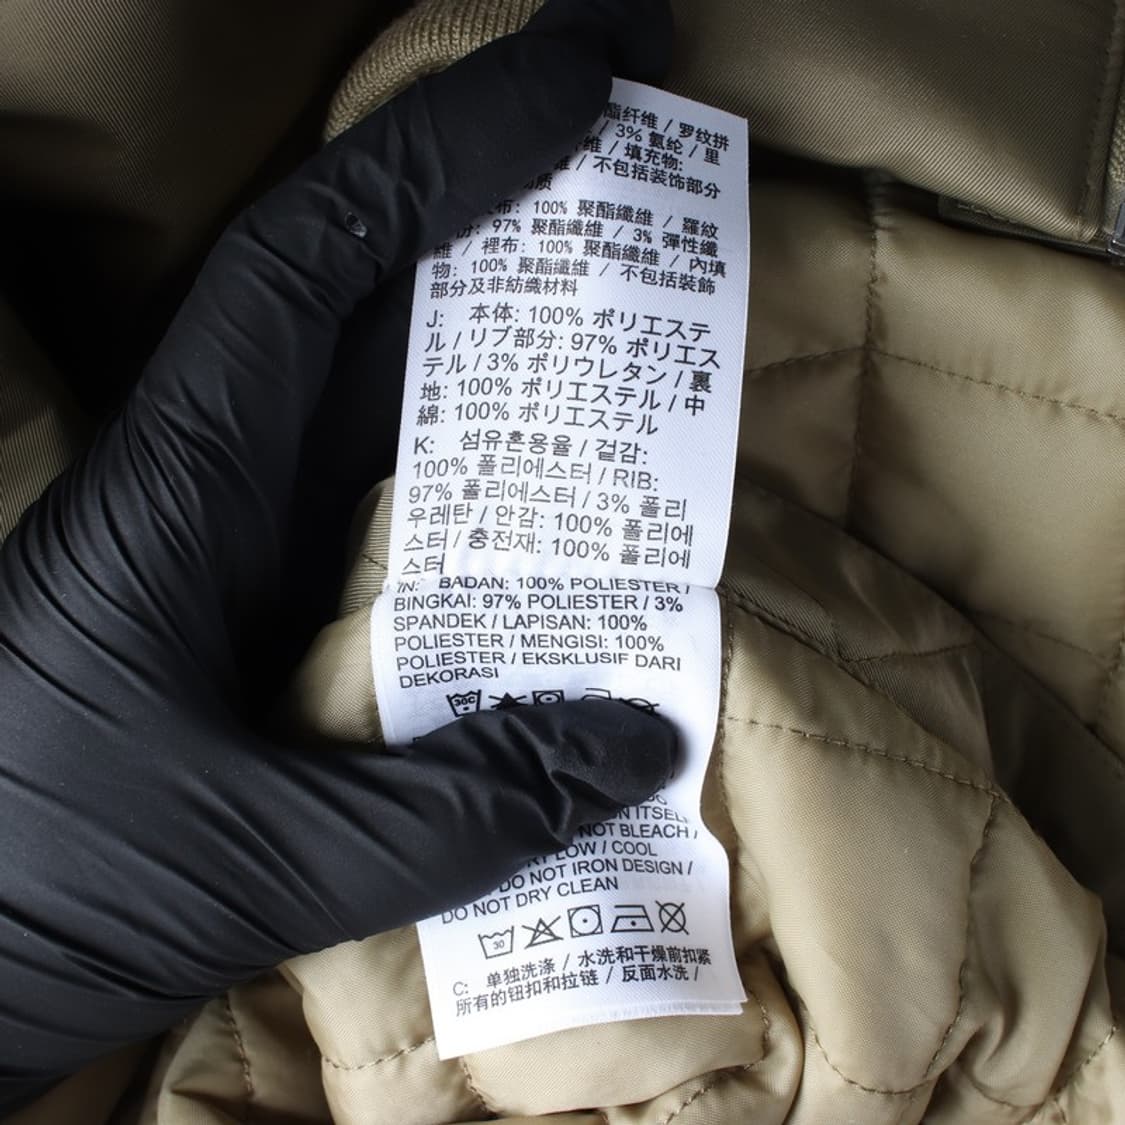 酯纤维 / 罗纹拼
/ 3% 氨纶 / 里
维 / 填充物:
/ 不包括装饰部分
质
布: 100% 聚酯纖維 / 羅紋
份: 97% 聚酯纖維 / 3% 彈性纖
維 / 裡布: 100% 聚酯纖維 / 內填
物: 100% 聚酯纖維 / 不包括裝飾
部分及非紡織材料
J: 本体: 100% ポリエステ
ル / リブ部分: 97% ポリエス
テル / 3% ポリウレタン / 裏
地: 100% ポリエステル / 中
綿: 100% ポリエステル
K: 섬유혼용율 / 겉감:
100% 폴리에스터 / RIB:
97% 폴리에스터 / 3% 폴리
우레탄 / 안감: 100% 폴리에
스터 / 충전재: 100% 폴리에
스터
IN: BADAN: 100% POLIESTER /
BINGKAI: 97% POLIESTER / 3%
SPANDEK / LAPISAN: 100%
POLIESTER / MENGISI: 100%
POLIESTER / EKSKLUSIF DARI
DEKORASI
30C
ITSELF
NOT BLEACH /
LOW / COOL
DO NOT IRON DESIGN /
DO NOT DRY CLEAN
30
C: 单独洗涤 / 水洗和干燥前扣紧
所有的钮扣和拉链 / 反面水洗 /